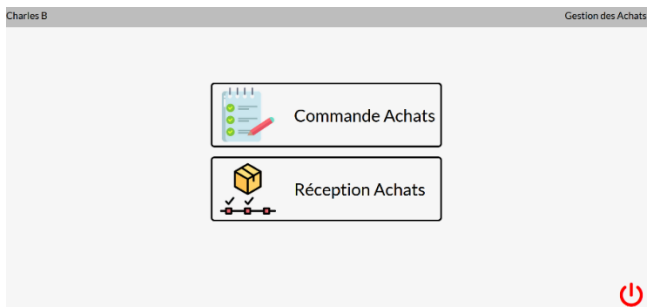 Charles B
Gestion des Achats
Commande Achats
Réception Achats